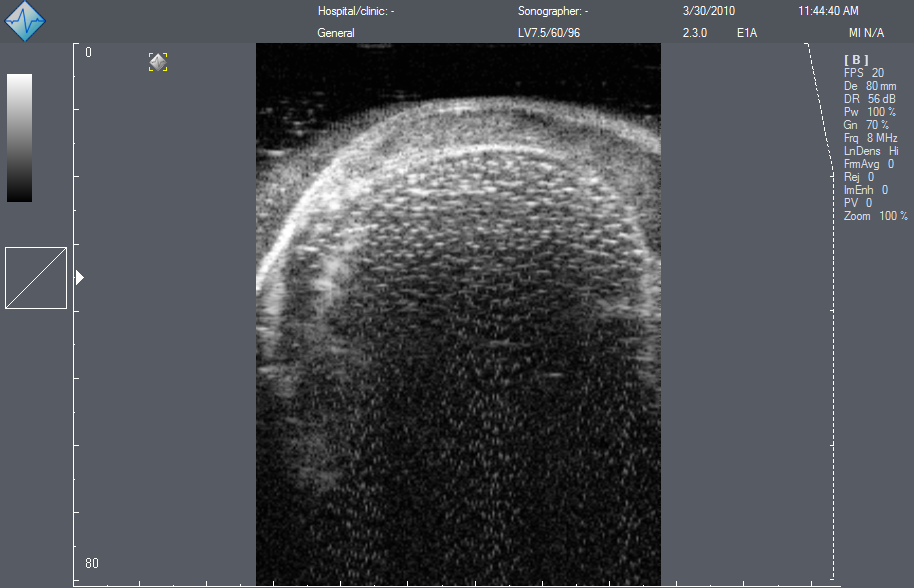 Hospital/clinic: - Sonographer: - 3/30/2010 11:44:40 AM
General LV7.5/60/96 2.3.0 E1A MI N/A
0
[ B ]
FPS 20
De 80 mm
DR 56 dB
Pw 100 %
Gn 70 %
Frq 8 MHz
LnDens Hi
FrmAvg 0
Rej 0
ImEnh 0
PV 0
Zoom 100 %
80